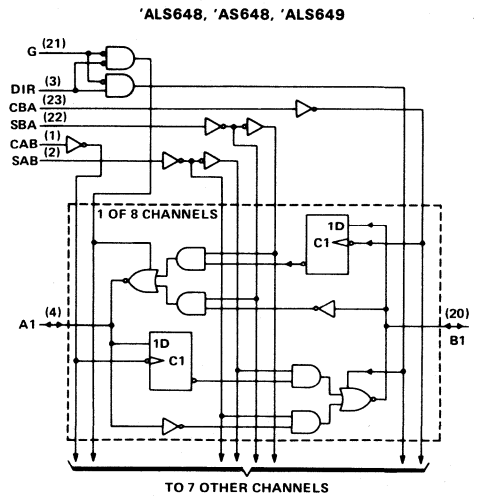 'ALS648, 'AS648, 'ALS649
G (21)
DIR (3)
CBA (23)
SBA (22)
CAB (1)
SAB (2)
1 OF 8 CHANNELS
1D
C1
A1 (4)
(20)
B1
1D
C1
TO 7 OTHER CHANNELS